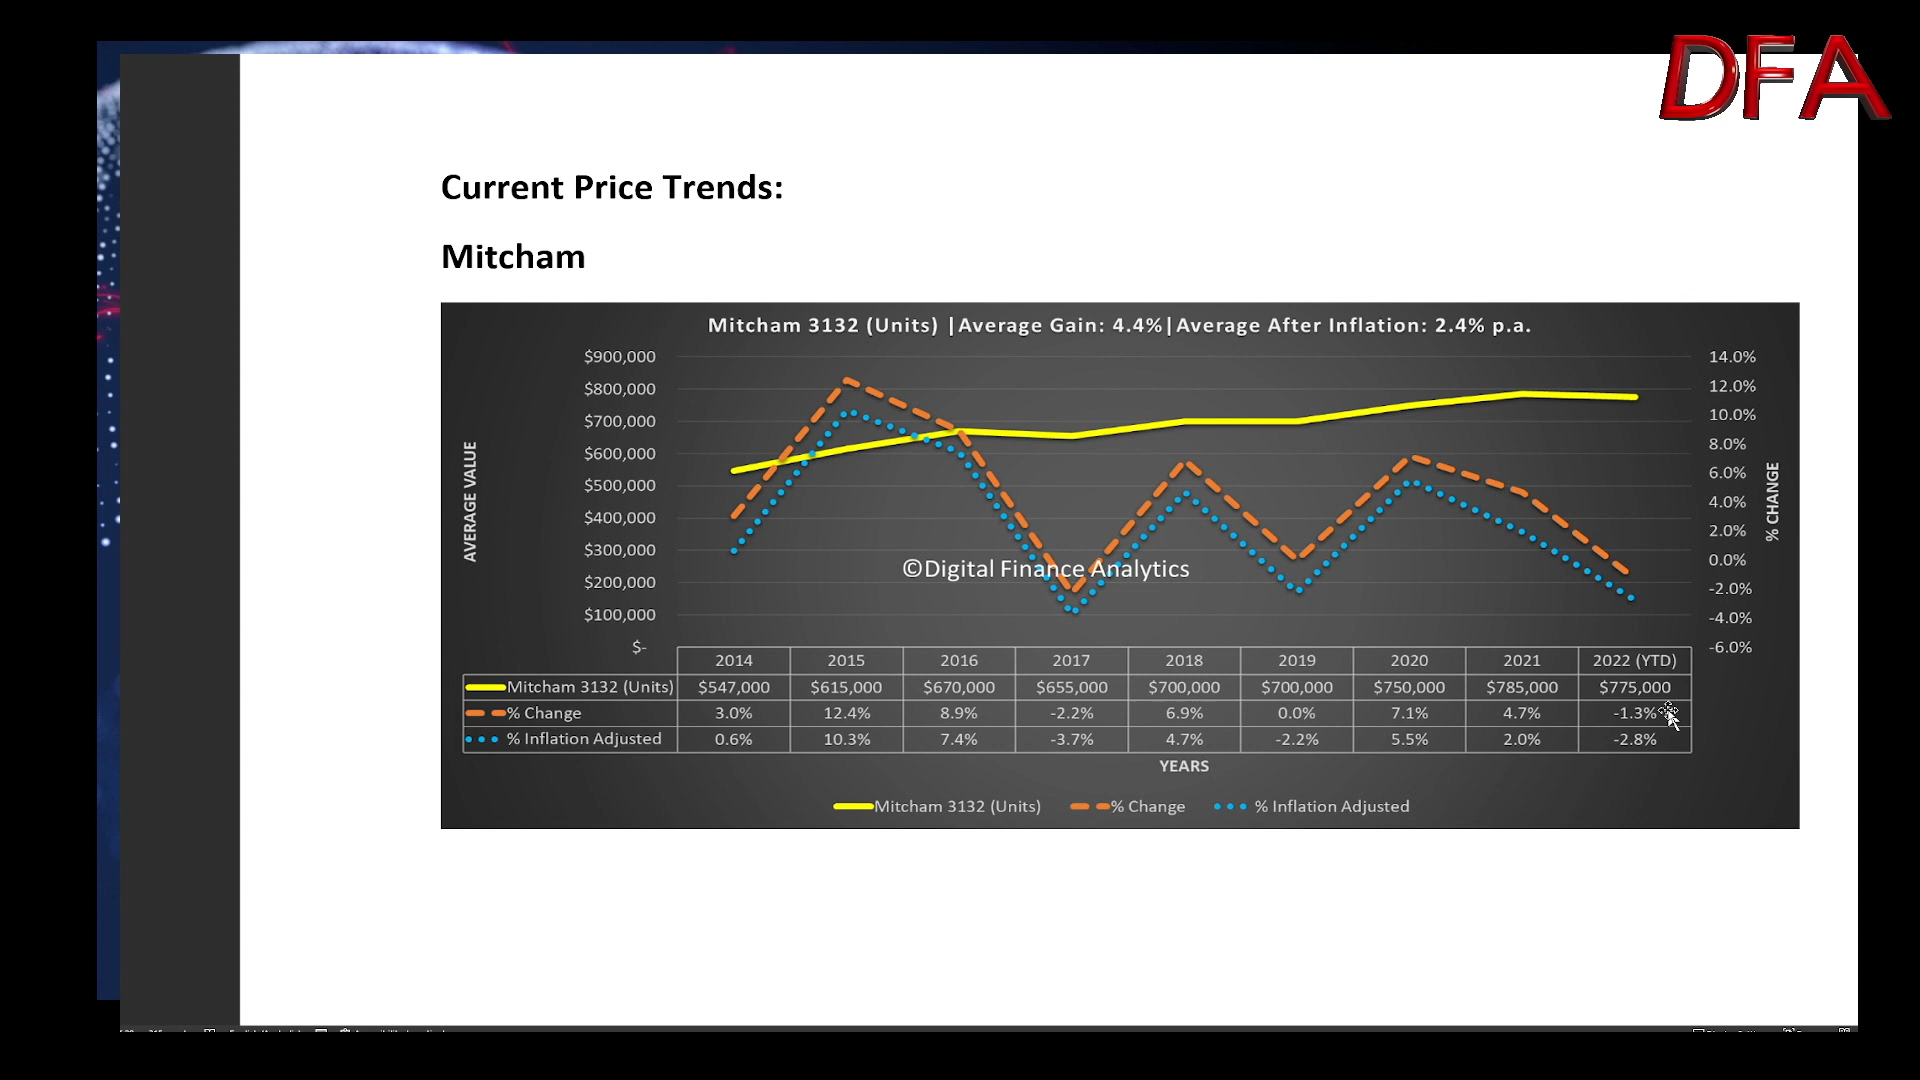 DFA
Current Price Trends:
Mitcham
Mitcham 3132 (Units) |Average Gain: 4.4%|Average After Inflation: 2.4% p.a.
$900,000 14.0%
$800,000 12.0%
$700,000 10.0%
$600,000 8.0%
$500,000 6.0%
$400,000 4.0%
$300,000 2.0%
$200,000 0.0%
$100,000 -2.0%
$- -4.0%
-6.0%
AVERAGE VALUE
% CHANGE
©Digital Finance Analytics
2014 2015 2016 2017 2018 2019 2020 2021 2022 (YTD)
Mitcham 3132 (Units) $547,000 $615,000 $670,000 $655,000 $700,000 $700,000 $750,000 $785,000 $775,000
% Change 3.0% 12.4% 8.9% -2.2% 6.9% 0.0% 7.1% 4.7% -1.3%
% Inflation Adjusted 0.6% 10.3% 7.4% -3.7% 4.7% -2.2% 5.5% 2.0% -2.8%
YEARS
Mitcham 3132 (Units) % Change % Inflation Adjusted